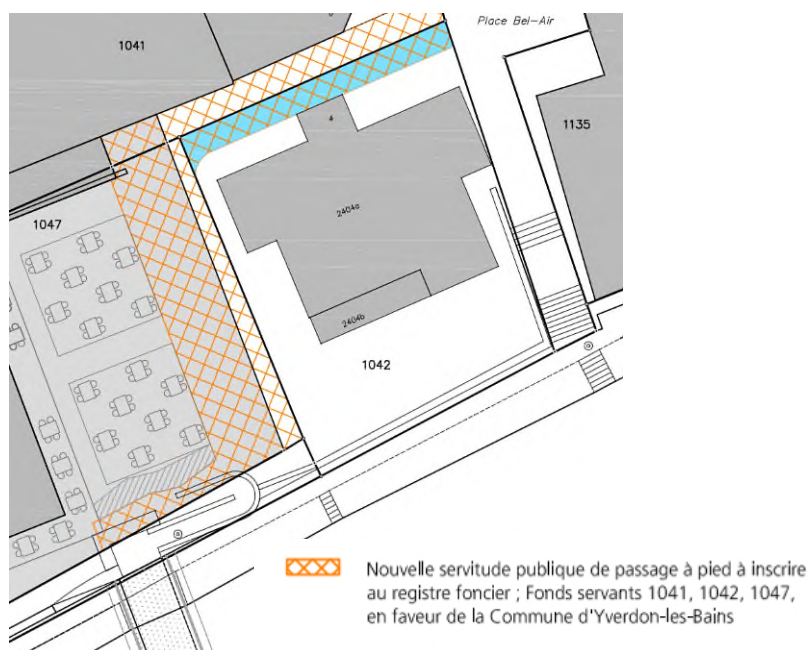 Place Bel-Air
1041
4
1135
2404a
1047
2404b
1042
Nouvelle servitude publique de passage à pied à inscrire
au registre foncier ; Fonds servants 1041, 1042, 1047,
en faveur de la Commune d'Yverdon-les-Bains